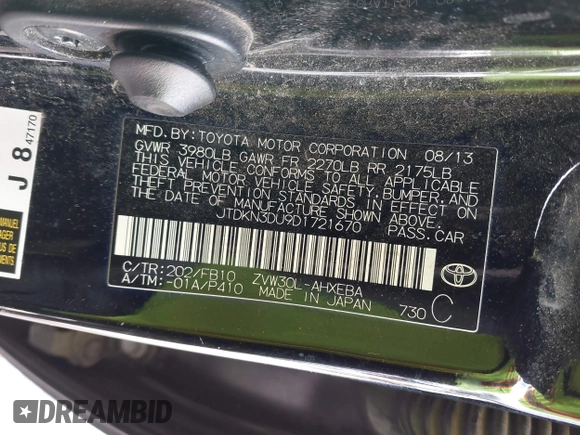 MFD.BY:TOYOTA MOTOR CORPORATION 08/13
GVWR 3980LB GAWR FR 2270LB RR 2175LB
THIS VEHICLE CONFORMS TO ALL APPLICABLE
FEDERAL MOTOR VEHICLE SAFETY, BUMPER, AND
THEFT PREVENTION STANDARDS IN EFFECT ON
THE DATE OF MANUFACTURE SHOWN ABOVE.
JTDKN3DU9D1721670 PASS.CAR
C/TR:202/FB10 ZVW30L-AHXEBA
A/TM:-01A/P410 MADE IN JAPAN 730 C
TOYOTA
J 8 47170
MANUEL
DREAMBID